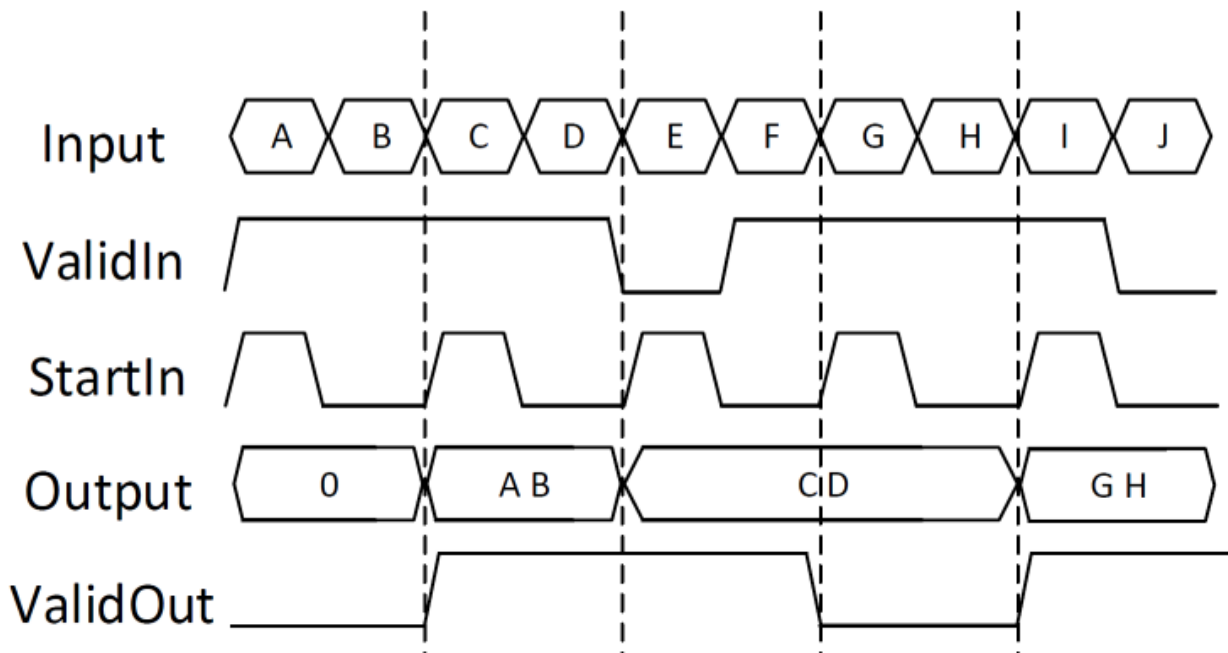 Input A B C D E F G H I J
ValidIn
StartIn
Output 0 A B C D G H
ValidOut